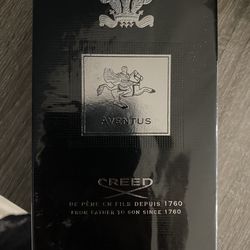 AVENTUS
CREED
DE PÈRE EN FILS DEPUIS 1760
FROM FATHER TO SON SINCE 1760